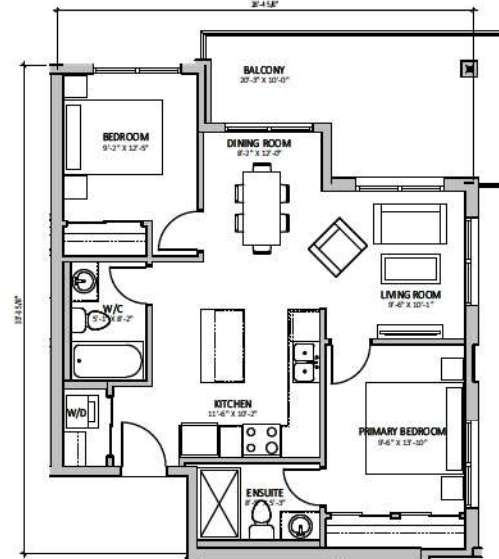 BALCONY
20'-3" X 10'-0"
BEDROOM
9'-2" X 12'-5"
DINING ROOM
8'-2" X 12'-0"
LIVING ROOM
9'-6" X 10'-1"
W/C
W/D
KITCHEN
11'-6" X 10'-2"
PRIMARY BEDROOM
9'-6" X 13'-10"
ENSUITE